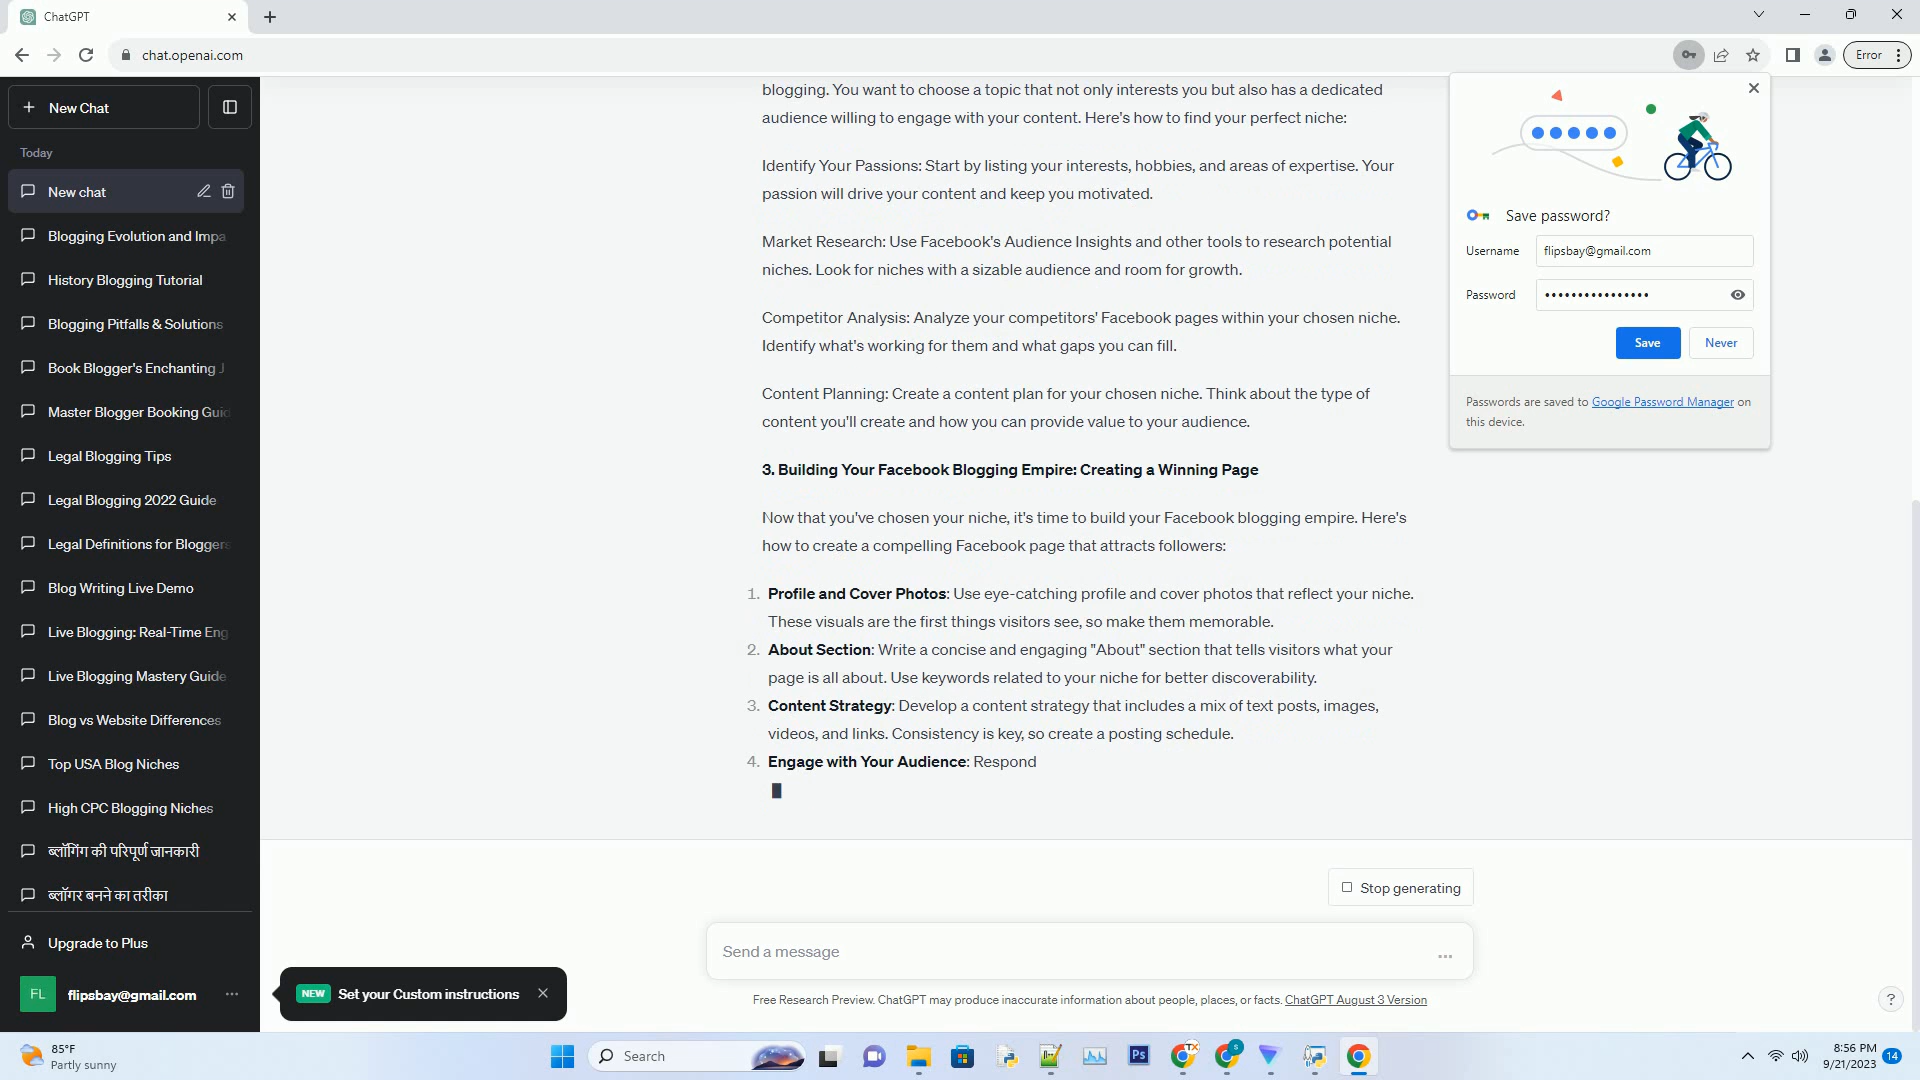 ChatGPT
chat.openai.com
Error
New Chat
Today
New chat
Blogging Evolution and Impa
History Blogging Tutorial
Blogging Pitfalls & Solutions
Book Blogger's Enchanting J
Master Blogger Booking Guid
Legal Blogging Tips
Legal Blogging 2022 Guide
Legal Definitions for Bloggers
Blog Writing Live Demo
Live Blogging: Real-Time Eng
Live Blogging Mastery Guide
Blog vs Website Differences
Top USA Blog Niches
High CPC Blogging Niches
ब्लॉगिंग की परिपूर्ण जानकारी
ब्लॉगर बनने का तरीका
Upgrade to Plus
FL flipsbay@gmail.com
NEW Set your Custom instructions
blogging. You want to choose a topic that not only interests you but also has a dedicated
audience willing to engage with your content. Here's how to find your perfect niche:
Identify Your Passions: Start by listing your interests, hobbies, and areas of expertise. Your
passion will drive your content and keep you motivated.
Market Research: Use Facebook's Audience Insights and other tools to research potential
niches. Look for niches with a sizable audience and room for growth.
Competitor Analysis: Analyze your competitors' Facebook pages within your chosen niche.
Identify what's working for them and what gaps you can fill.
Content Planning: Create a content plan for your chosen niche. Think about the type of
content you'll create and how you can provide value to your audience.
3. Building Your Facebook Blogging Empire: Creating a Winning Page
Now that you've chosen your niche, it's time to build your Facebook blogging empire. Here's
how to create a compelling Facebook page that attracts followers:
1. Profile and Cover Photos: Use eye-catching profile and cover photos that reflect your niche.
These visuals are the first things visitors see, so make them memorable.
2. About Section: Write a concise and engaging "About" section that tells visitors what your
page is all about. Use keywords related to your niche for better discoverability.
3. Content Strategy: Develop a content strategy that includes a mix of text posts, images,
videos, and links. Consistency is key, so create a posting schedule.
4. Engage with Your Audience: Respond
Stop generating
Send a message
Free Research Preview. ChatGPT may produce inaccurate information about people, places, or facts. ChatGPT August 3 Version
?
Save password?
Username flipsbay@gmail.com
Password ••••••••••••••••
Save Never
Passwords are saved to Google Password Manager on
this device.
85°F
Partly sunny
Search
Ps
TX
S
8:56 PM
9/21/2023
14